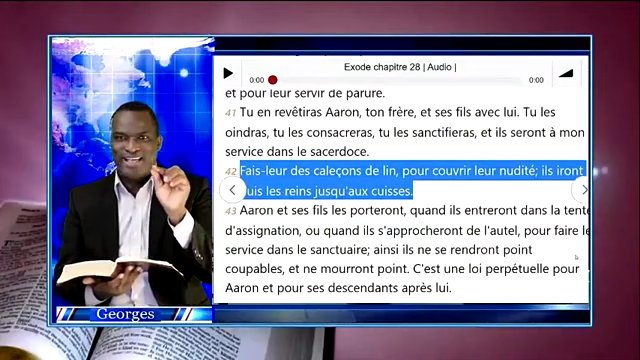 Exode chapitre 28 | Audio |
0:00
0:00
et pour leur servir de parure.
41 Tu en revêtiras Aaron, ton frère, et ses fils avec lui. Tu les
oindras, tu les consacreras, tu les sanctifieras, et ils seront à mon
service dans le sacerdoce.
42 Fais-leur des caleçons de lin, pour couvrir leur nudité; ils iront
uis les reins jusqu'aux cuisses.
43 Aaron et ses fils les porteront, quand ils entreront dans la tente
d'assignation, ou quand ils s'approcheront de l'autel, pour faire le
service dans le sanctuaire; ainsi ils ne se rendront point
coupables, et ne mourront point. C'est une loi perpétuelle pour
Aaron et pour ses descendants après lui.
Georges